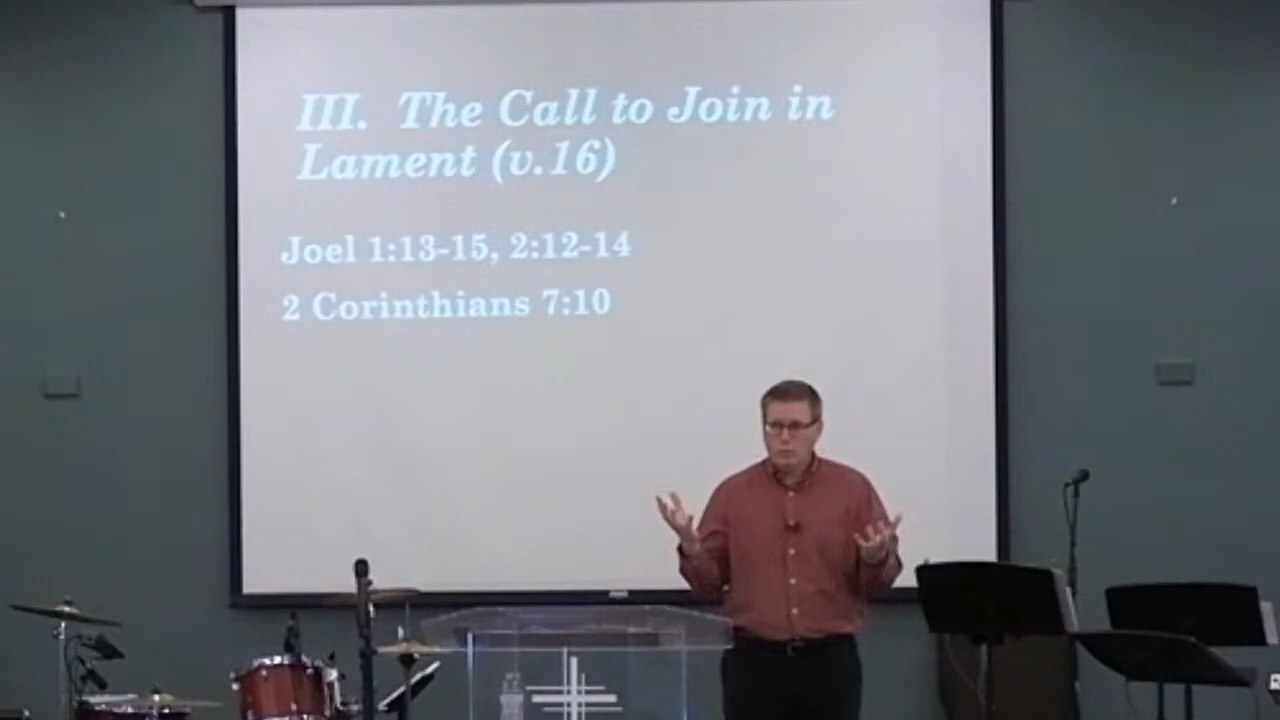 III. The Call to Join in
Lament (v.16)
Joel 1:13-15, 2:12-14
2 Corinthians 7:10